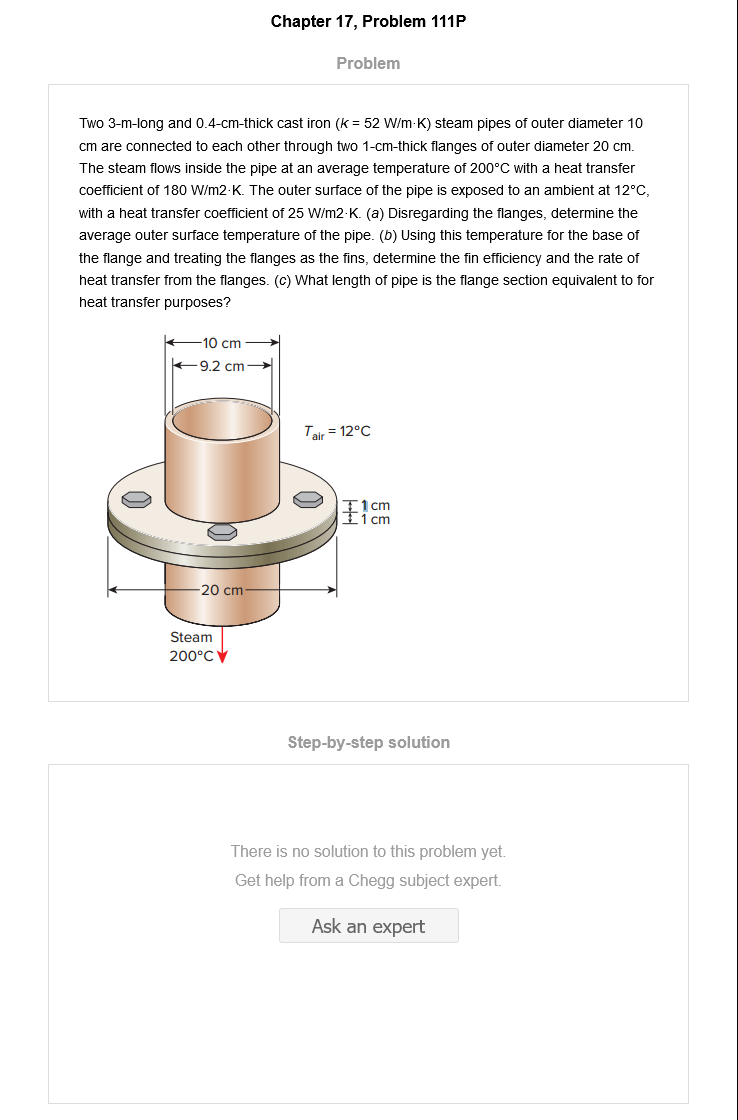 Chapter 17, Problem 111P
Problem
Two 3-m-long and 0.4-cm-thick cast iron (k = 52 W/m·K) steam pipes of outer diameter 10
cm are connected to each other through two 1-cm-thick flanges of outer diameter 20 cm.
The steam flows inside the pipe at an average temperature of 200°C with a heat transfer
coefficient of 180 W/m2·K. The outer surface of the pipe is exposed to an ambient at 12°C,
with a heat transfer coefficient of 25 W/m2·K. (a) Disregarding the flanges, determine the
average outer surface temperature of the pipe. (b) Using this temperature for the base of
the flange and treating the flanges as the fins, determine the fin efficiency and the rate of
heat transfer from the flanges. (c) What length of pipe is the flange section equivalent to for
heat transfer purposes?
10 cm
9.2 cm
Tair = 12°C
1 cm
1 cm
20 cm
Steam
200°C
Step-by-step solution
There is no solution to this problem yet.
Get help from a Chegg subject expert.
Ask an expert